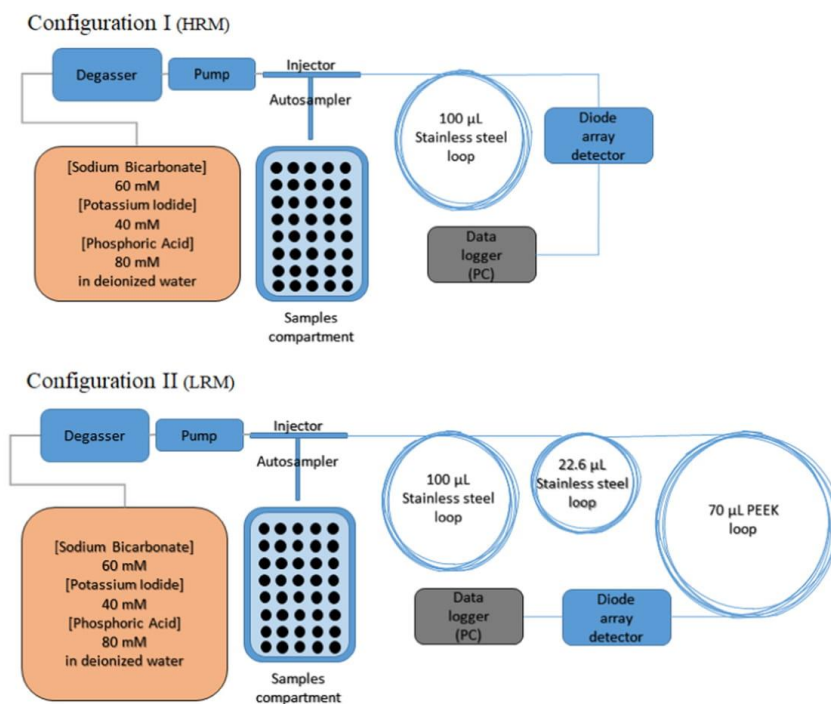 Configuration I (HRM)
Degasser
Pump
Injector
Autosampler
100 µL
Stainless steel
loop
Diode
array
detector
[Sodium Bicarbonate]
60 mM
[Potassium Iodide]
40 mM
[Phosphoric Acid]
80 mM
in deionized water
Data
logger
(PC)
Samples
compartment
Configuration II (LRM)
Degasser
Pump
Injector
Autosampler
100 µL
Stainless steel
loop
22.6 µL
Stainless steel
loop
70 µL PEEK
loop
[Sodium Bicarbonate]
60 mM
[Potassium Iodide]
40 mM
[Phosphoric Acid]
80 mM
in deionized water
Data
logger
(PC)
Diode
array
detector
Samples
compartment